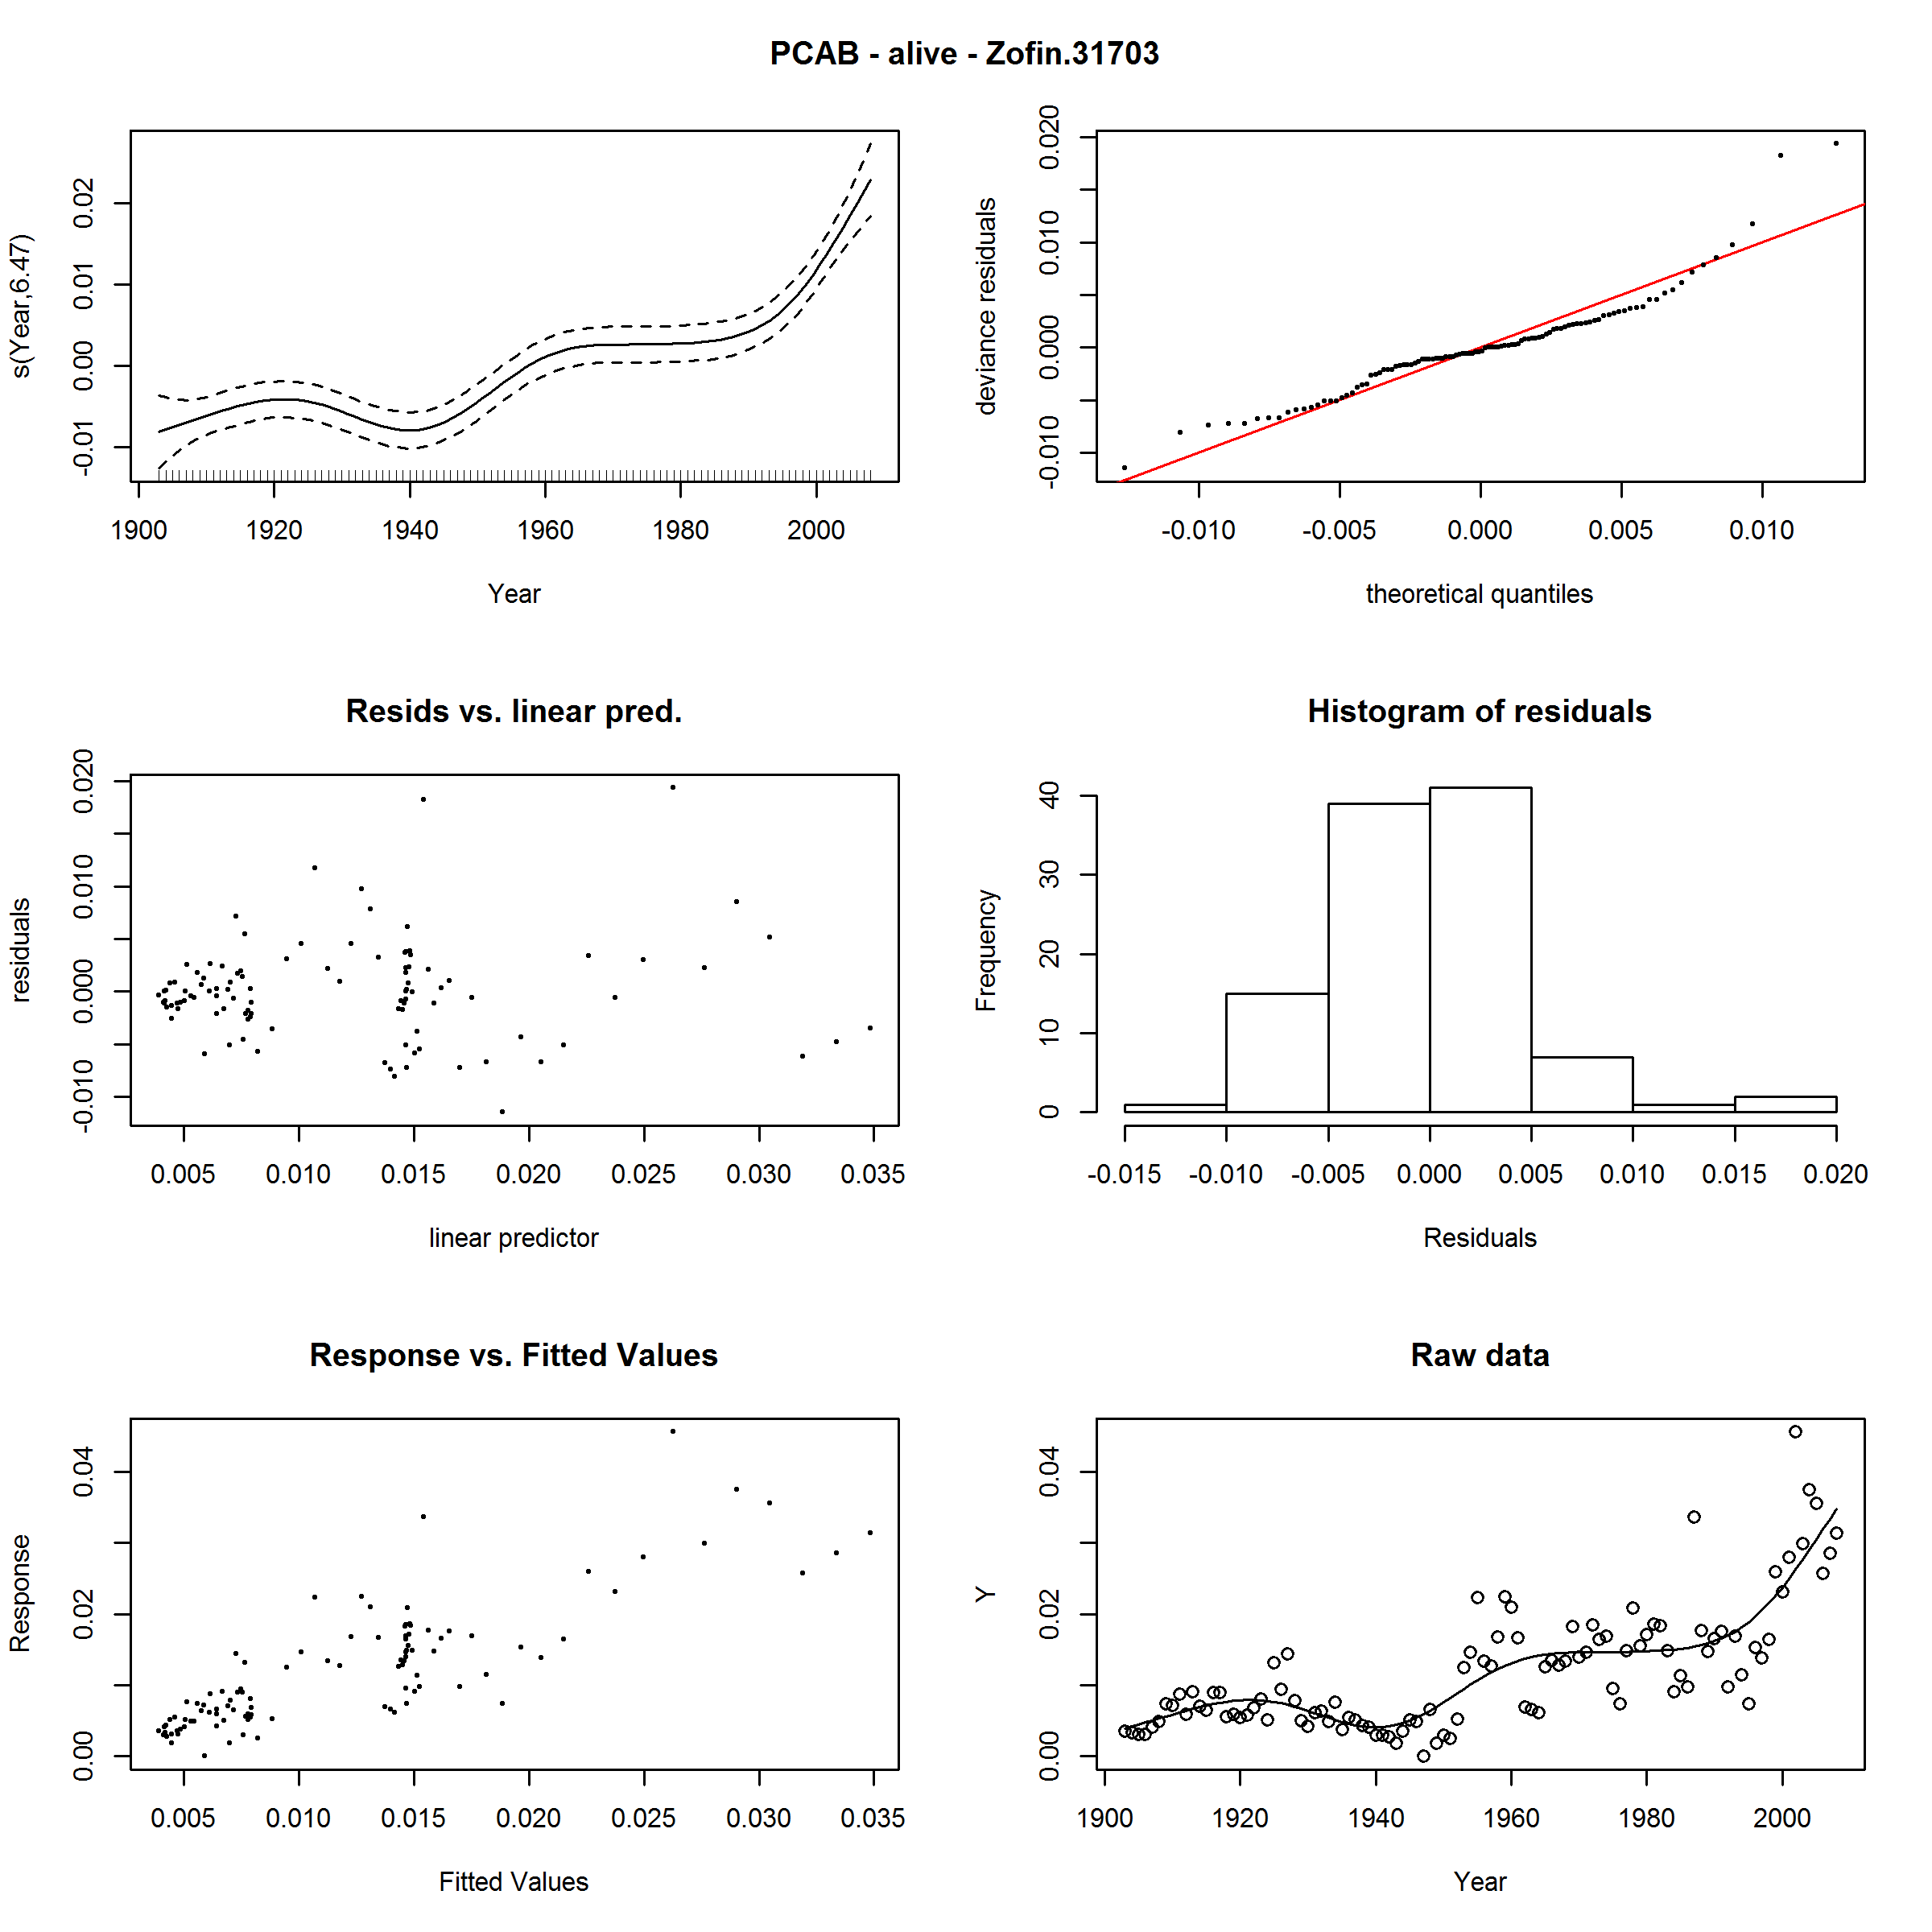 PCAB - alive - Zofin.31703
s(Year,6.47)
-0.01 0.00 0.01 0.02
1900 1920 1940 1960 1980 2000
Year
deviance residuals
-0.010 0.000 0.010 0.020
-0.010 -0.005 0.000 0.005 0.010
theoretical quantiles
Resids vs. linear pred.
residuals
-0.010 0.000 0.010 0.020
0.005 0.010 0.015 0.020 0.025 0.030 0.035
linear predictor
Histogram of residuals
Frequency
0 10 20 30 40
-0.015 -0.010 -0.005 0.000 0.005 0.010 0.015 0.020
Residuals
Response vs. Fitted Values
Response
0.00 0.02 0.04
0.005 0.010 0.015 0.020 0.025 0.030 0.035
Fitted Values
Raw data
Y
0.00 0.02 0.04
1900 1920 1940 1960 1980 2000
Year